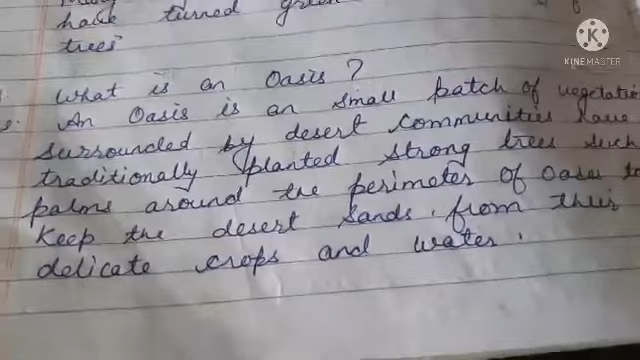 have turned green
trees
KINEMASTER
What is an Oasis?
An Oasis is an small patch of vegetation
surrounded by desert communities have
traditionally planted strong trees such
palms around the perimeter of oases to
keep the desert sands. from their
delicate crops and water.